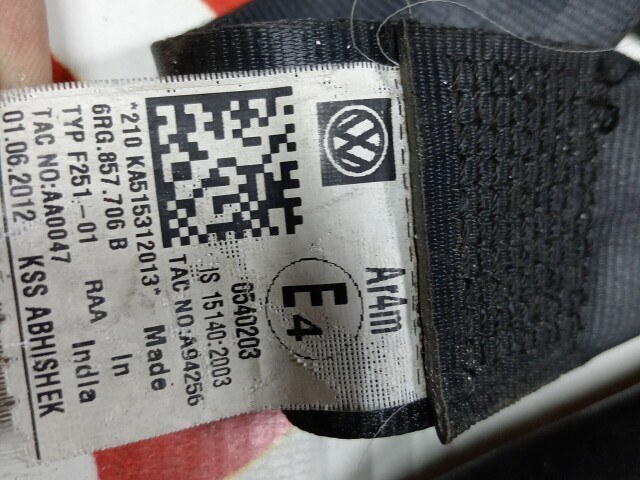 Ar4m
E4
0540203
IS 15140:2003
TAC NO:A94256
*210 KA515312013* Made
6RG.857.706 B In
TYP F251-01 RAA India
TAC NO:AA0047
01.06.2012 KSS ABHISHEK